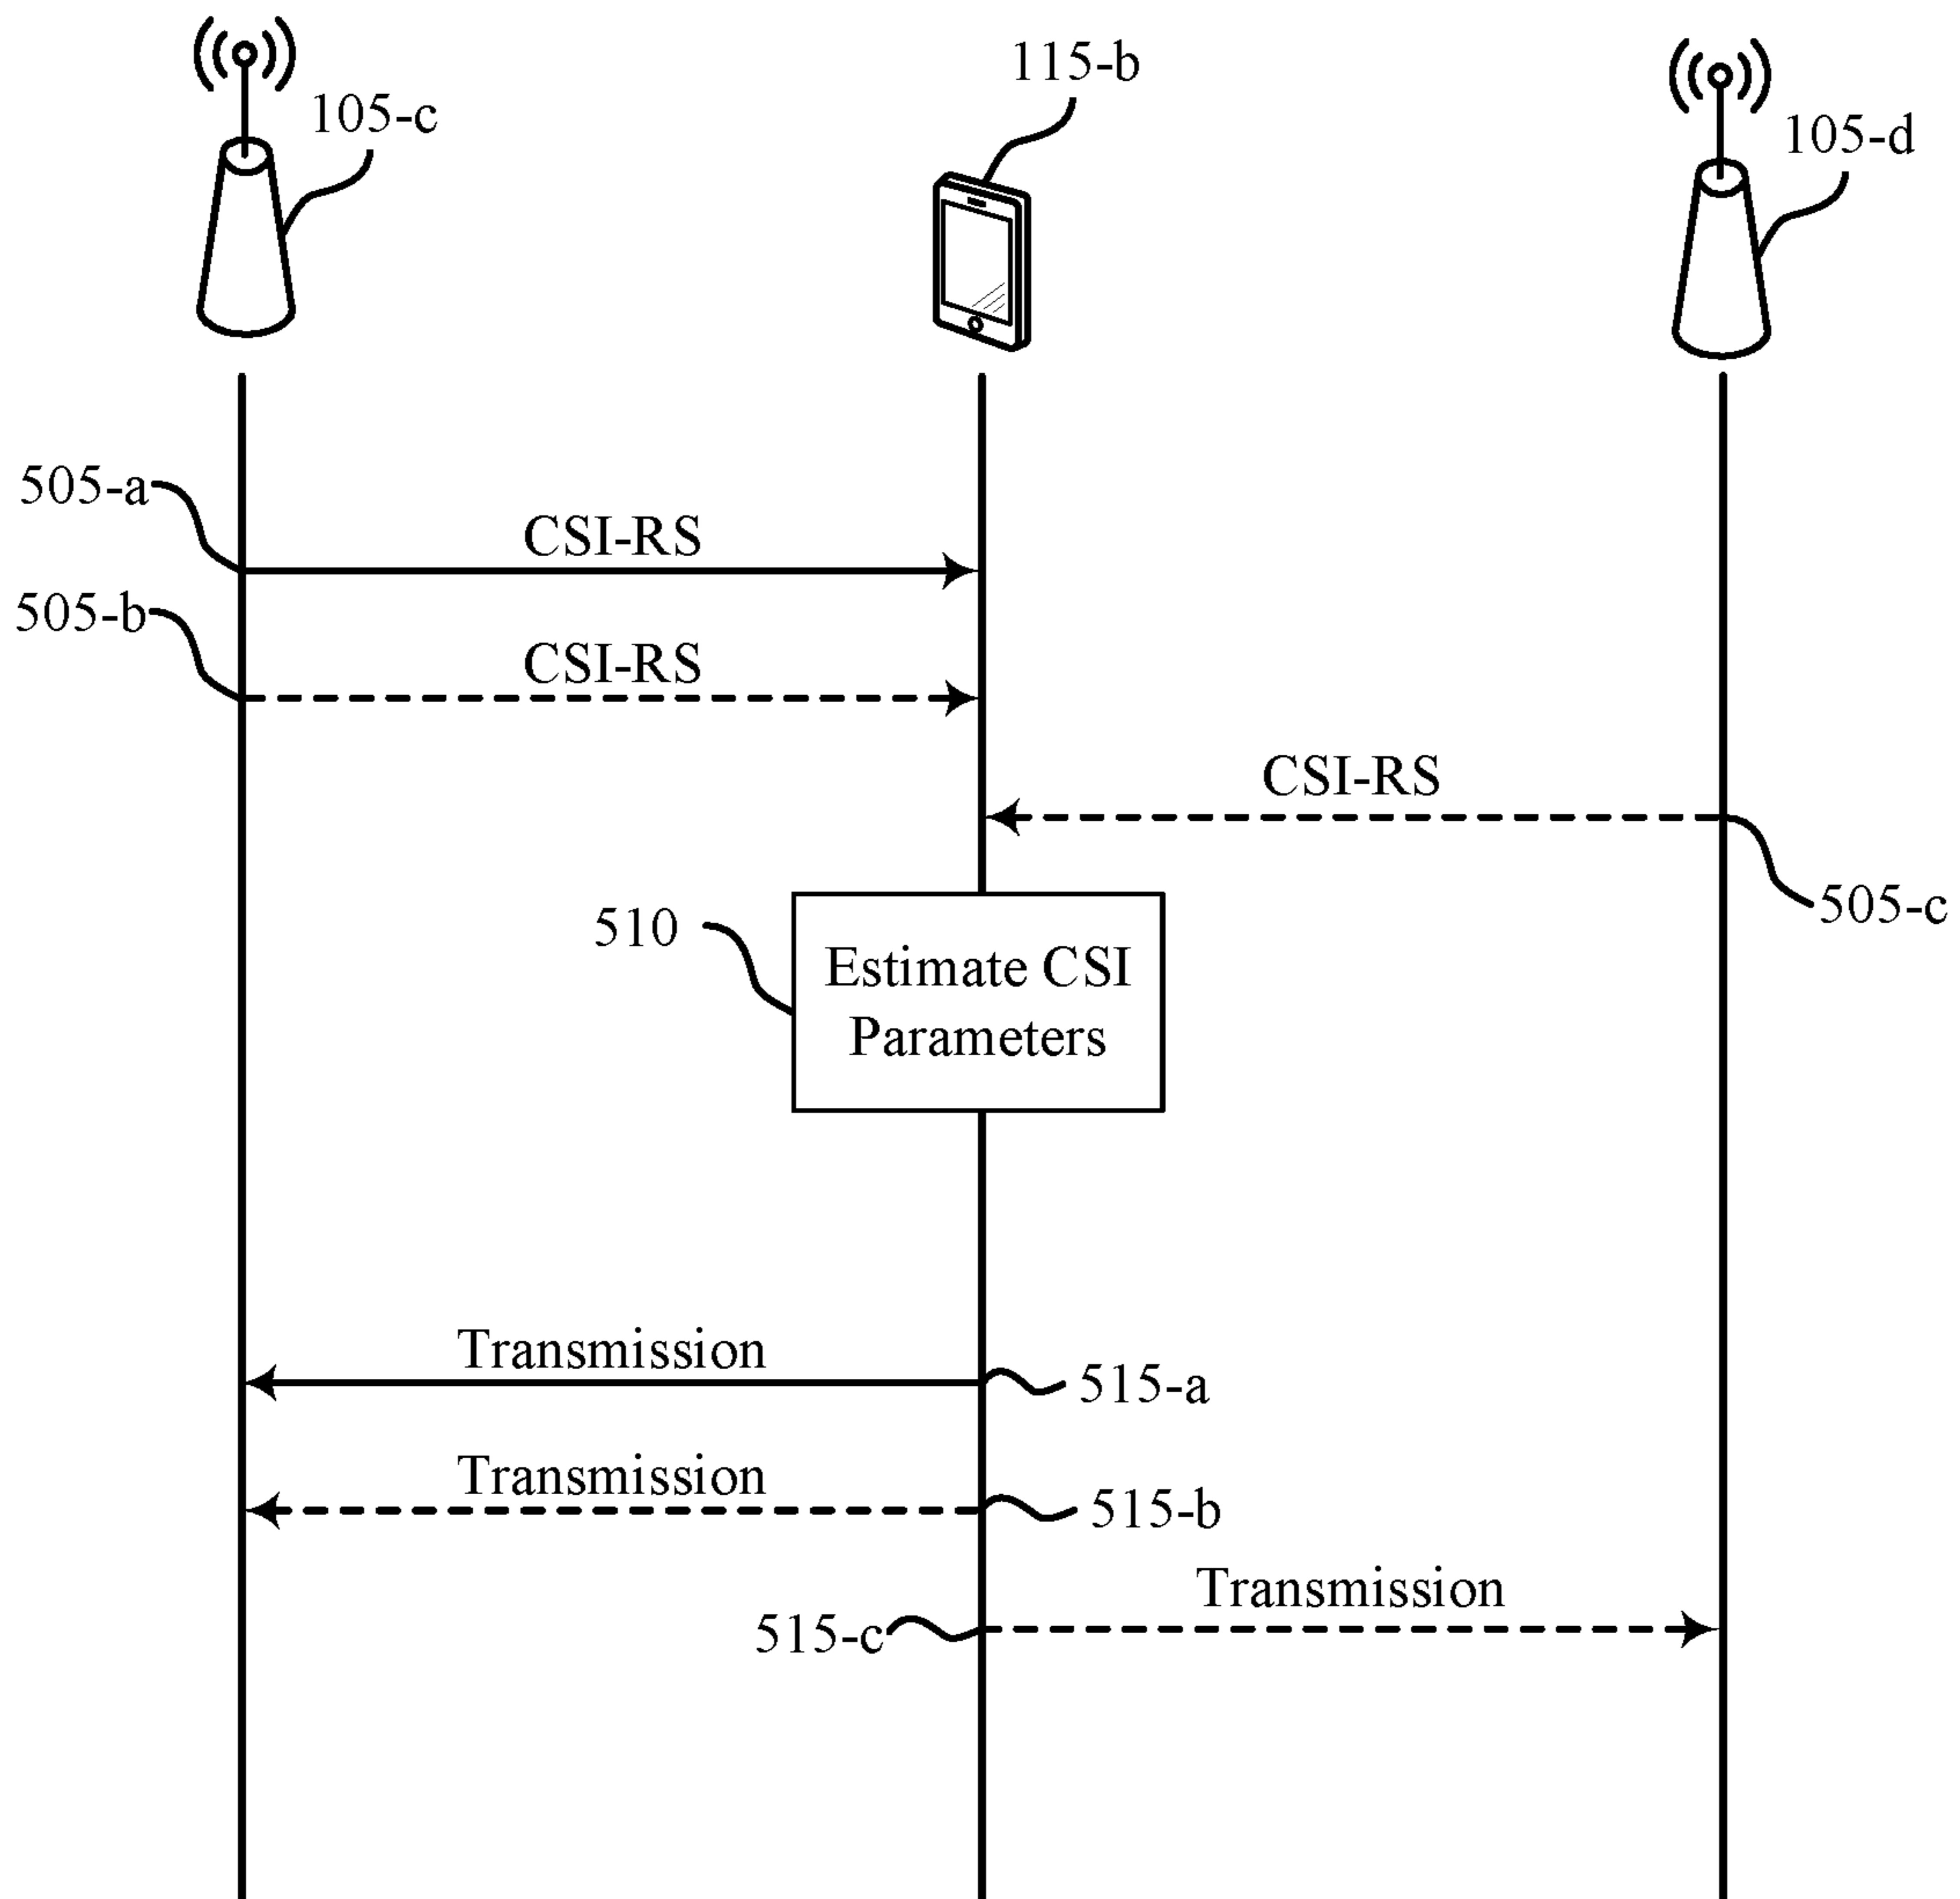 115-b
105-c
105-d
505-a
CSI-RS
505-b
CSI-RS
CSI-RS
505-c
510
Estimate CSI
Parameters
Transmission
515-a
Transmission
515-b
Transmission
515-c